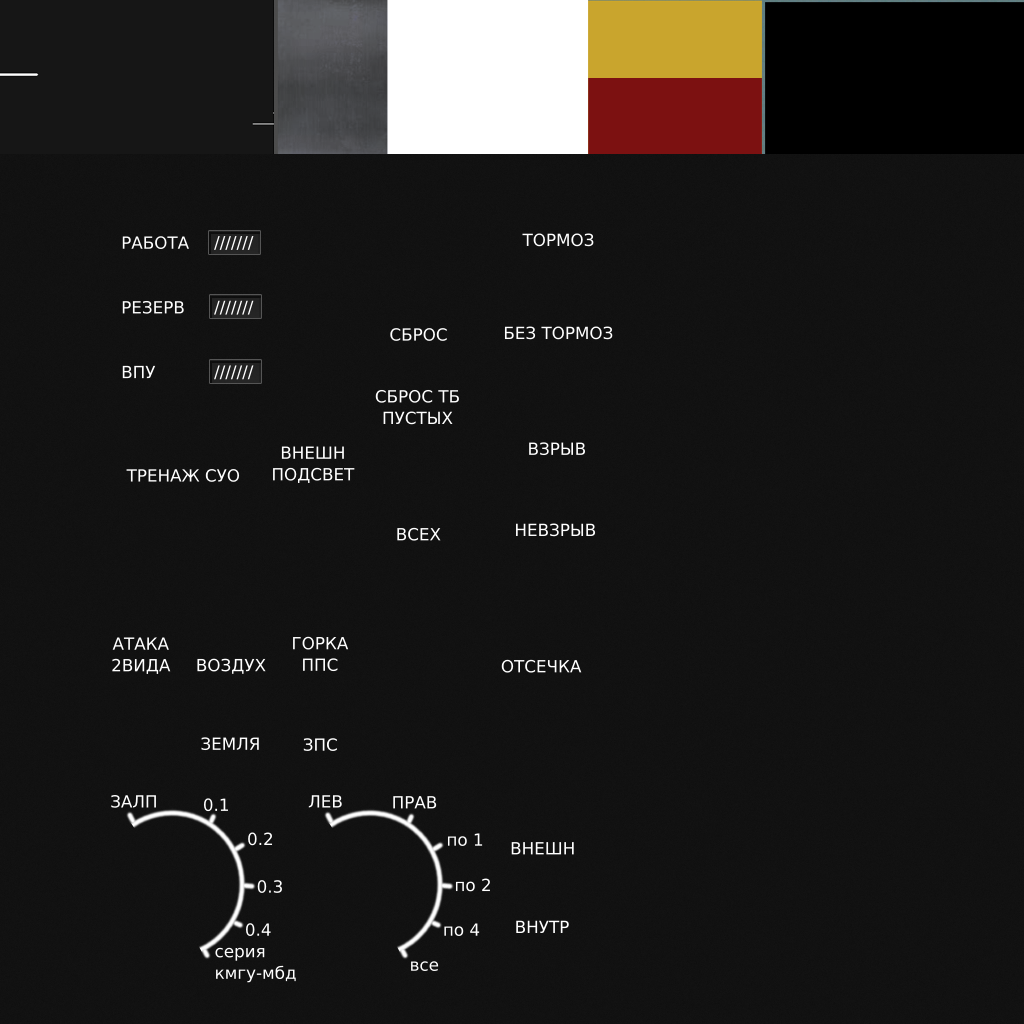 РАБОТА ///////
ТОРМОЗ
РЕЗЕРВ ///////
СБРОС
БЕЗ ТОРМОЗ
ВПУ ///////
СБРОС ТБ
ПУСТЫХ
ВНЕШН
ПОДСВЕТ
ВЗРЫВ
ТРЕНАЖ СУО
ВСЕХ
НЕВЗРЫВ
АТАКА
2ВИДА
ВОЗДУХ
ГОРКА
ППС
ОТСЕЧКА
ЗЕМЛЯ
ЗПС
ЗАЛП
0.1
0.2
0.3
0.4
серия
кмгу-мбд
ЛЕВ
ПРАВ
по 1
по 2
по 4
все
ВНЕШН
ВНУТР